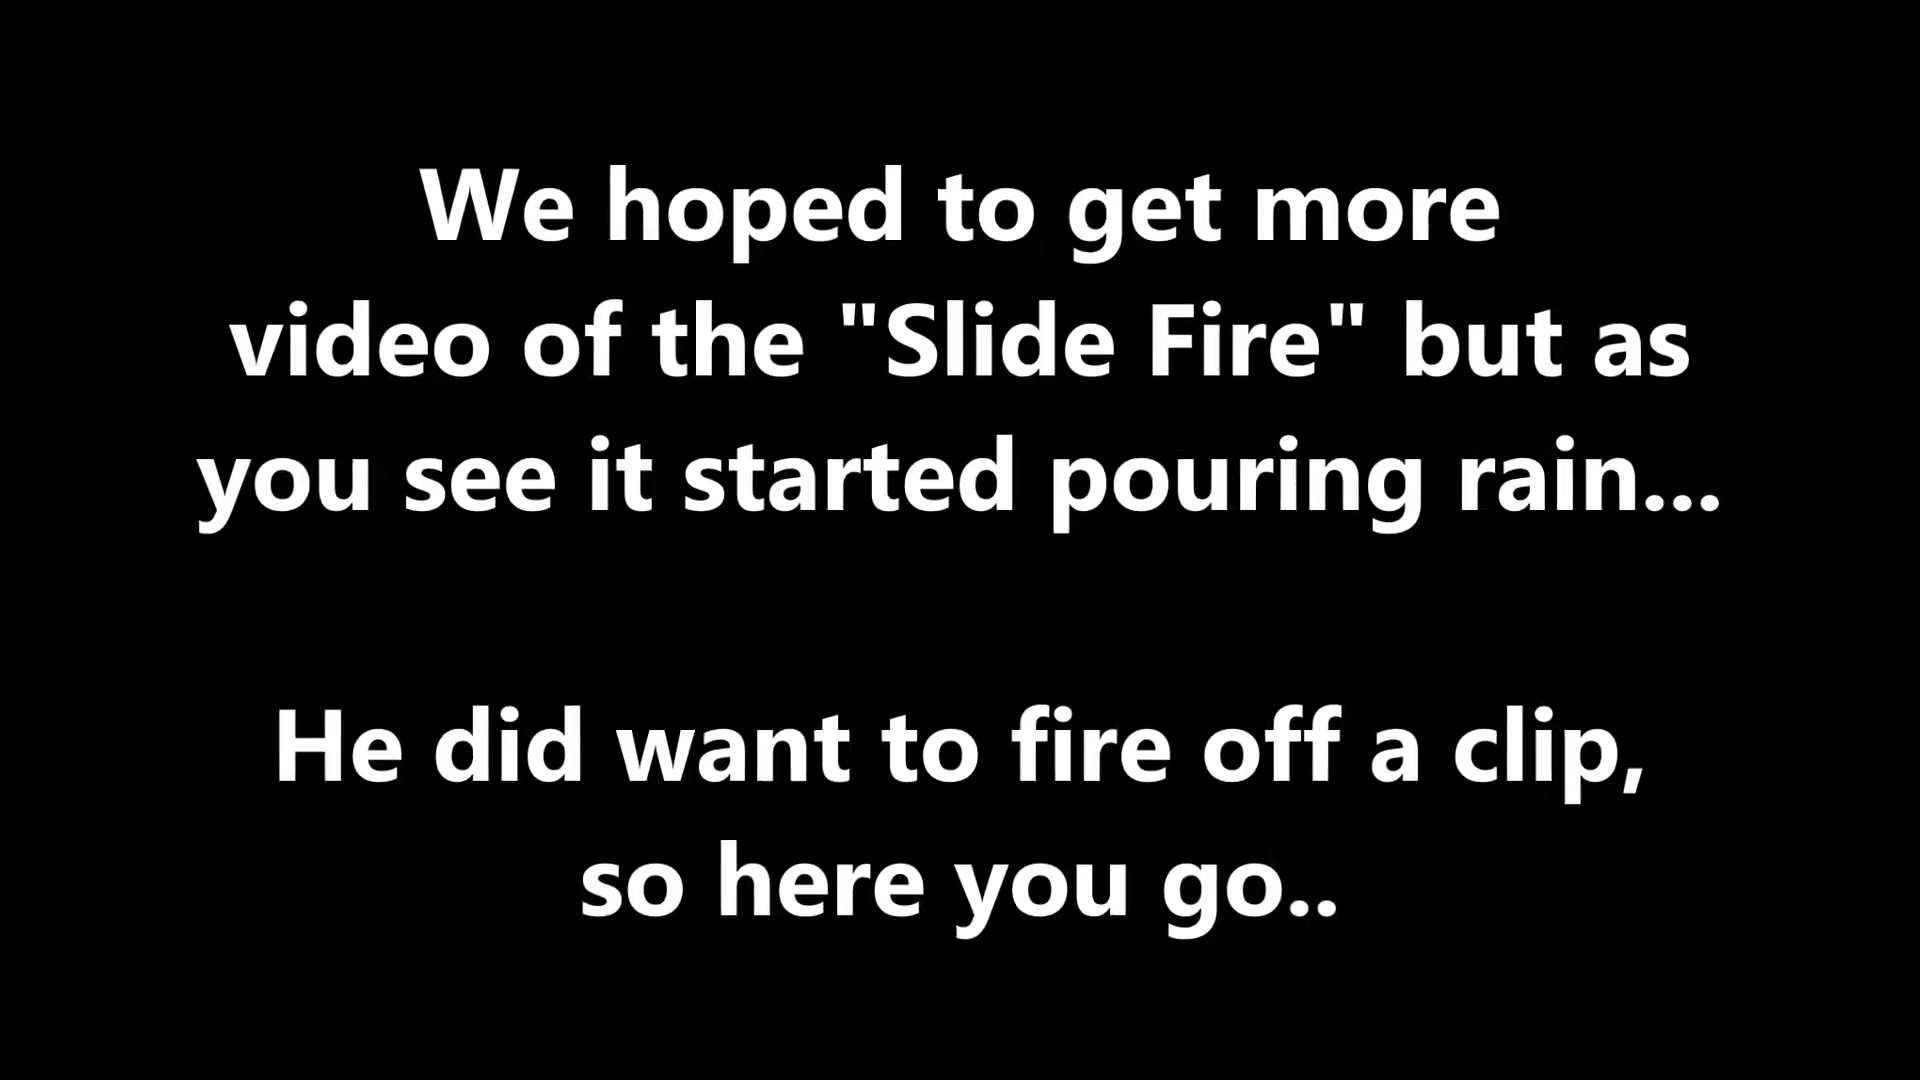 We hoped to get more
video of the "Slide Fire" but as
you see it started pouring rain...
He did want to fire off a clip,
so here you go..